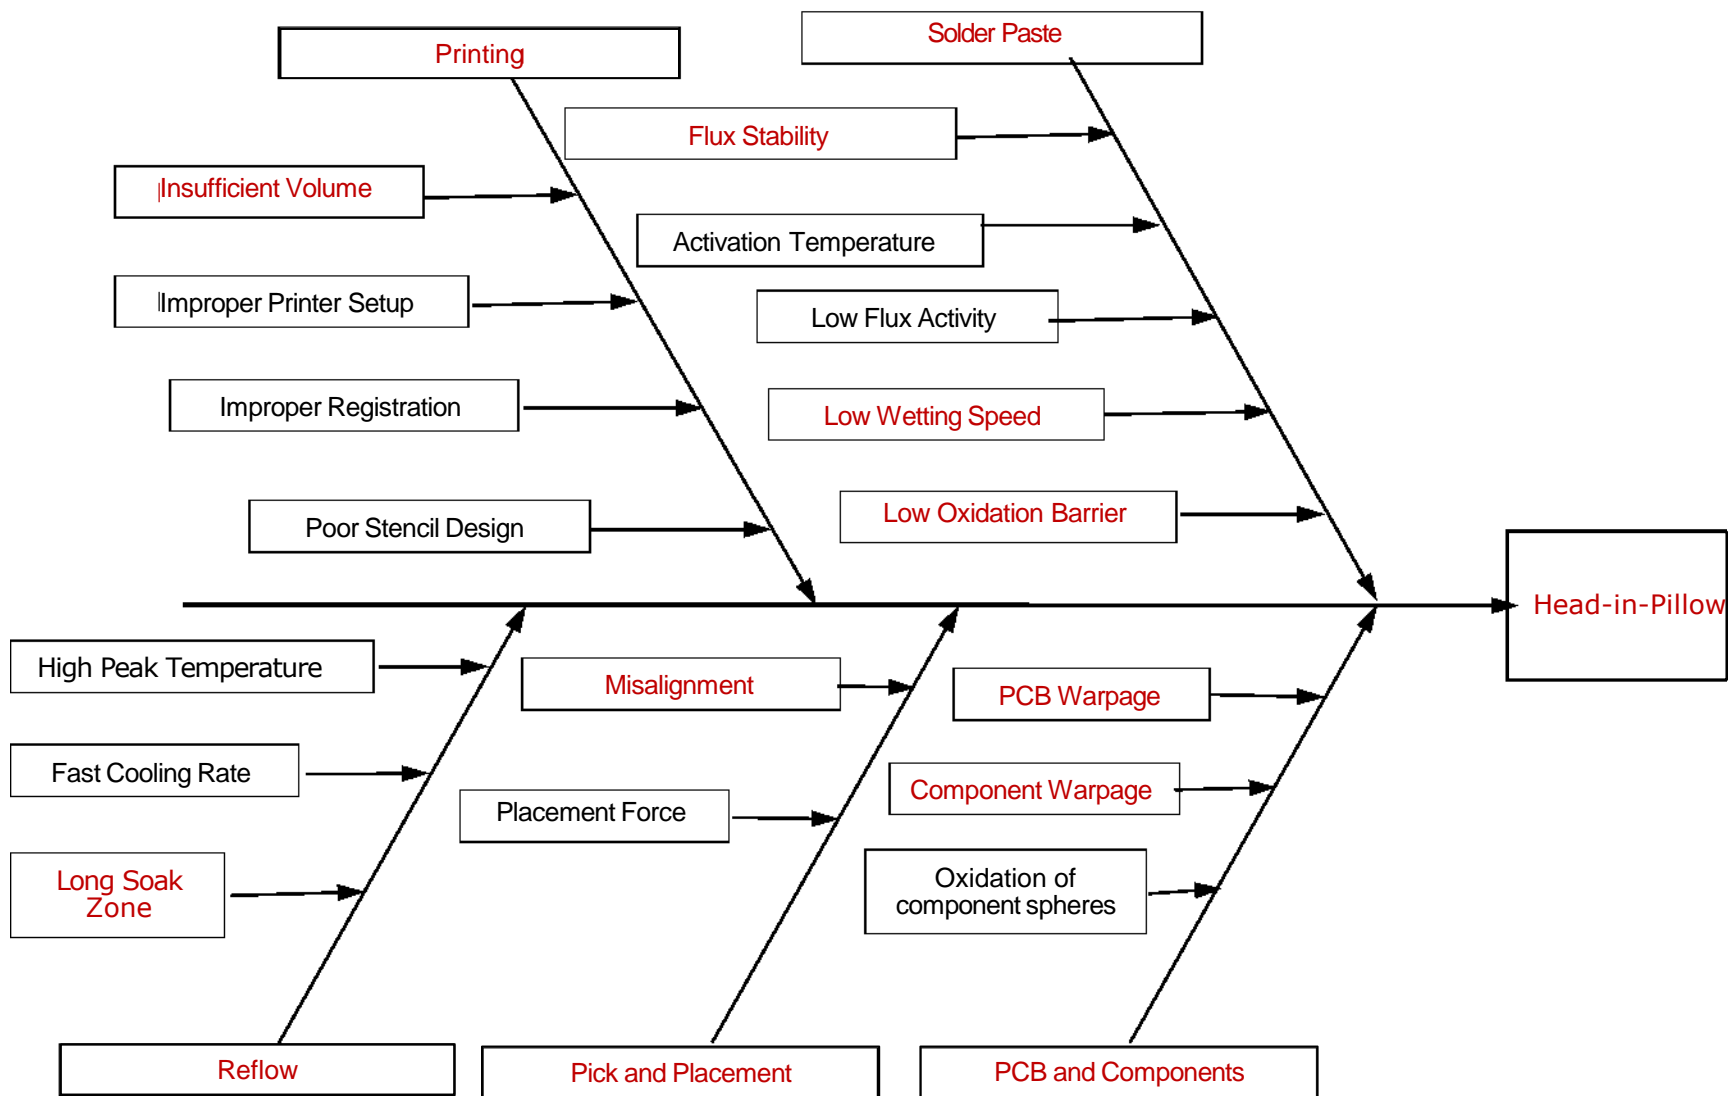 Solder Paste
Printing
Flux Stability
Insufficient Volume
Activation Temperature
Improper Printer Setup
Low Flux Activity
Improper Registration
Low Wetting Speed
Poor Stencil Design
Low Oxidation Barrier
Head-in-Pillow
High Peak Temperature
Misalignment
PCB Warpage
Fast Cooling Rate
Component Warpage
Placement Force
Long Soak
Zone
Oxidation of
component spheres
Reflow
Pick and Placement
PCB and Components